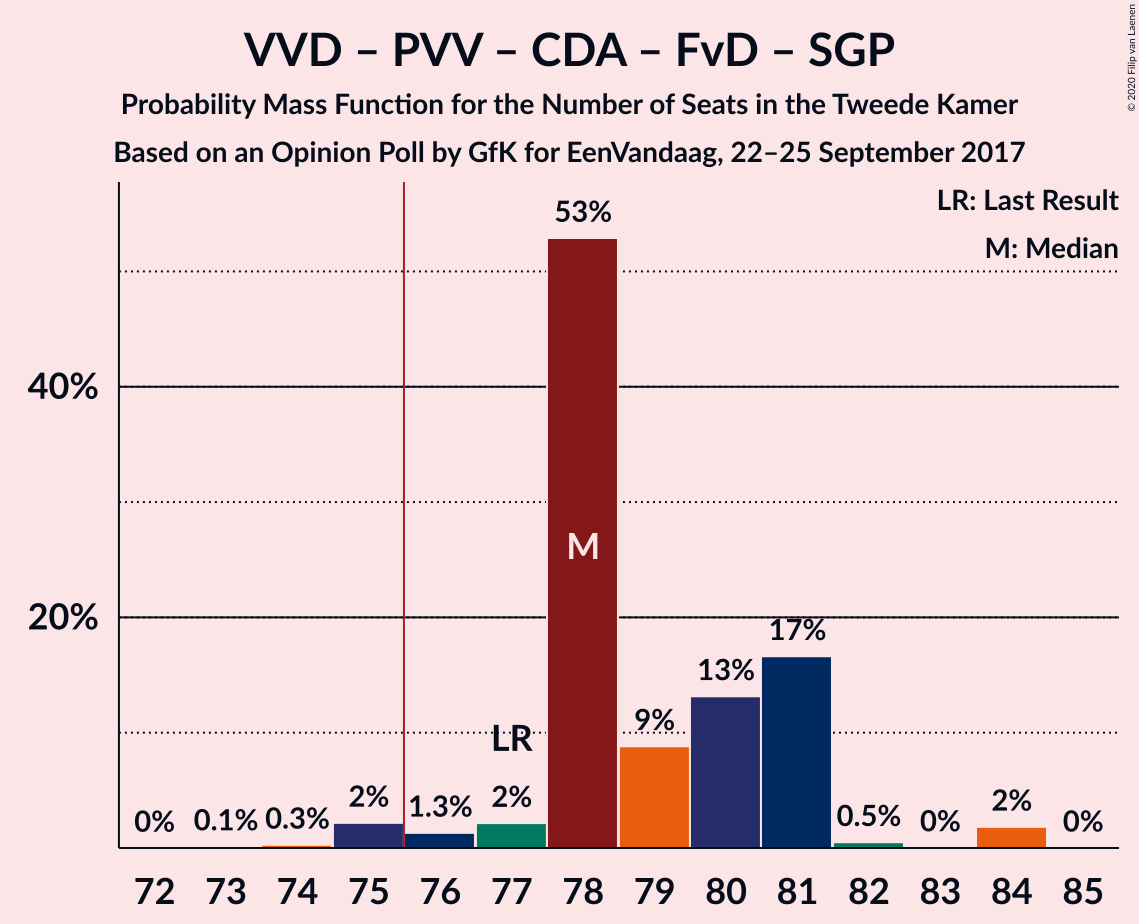 VVD – PVV – CDA – FvD – SGP
Probability Mass Function for the Number of Seats in the Tweede Kamer
Based on an Opinion Poll by GfK for EenVandaag, 22–25 September 2017
© 2020 Filip van Laenen
LR: Last Result
M: Median
53%
40%
M
20%
17%
13%
9%
LR
2%
1.3%
2%
0%
0.1%
0.3%
0.5%
0%
2%
0%
72 73 74 75 76 77 78 79 80 81 82 83 84 85